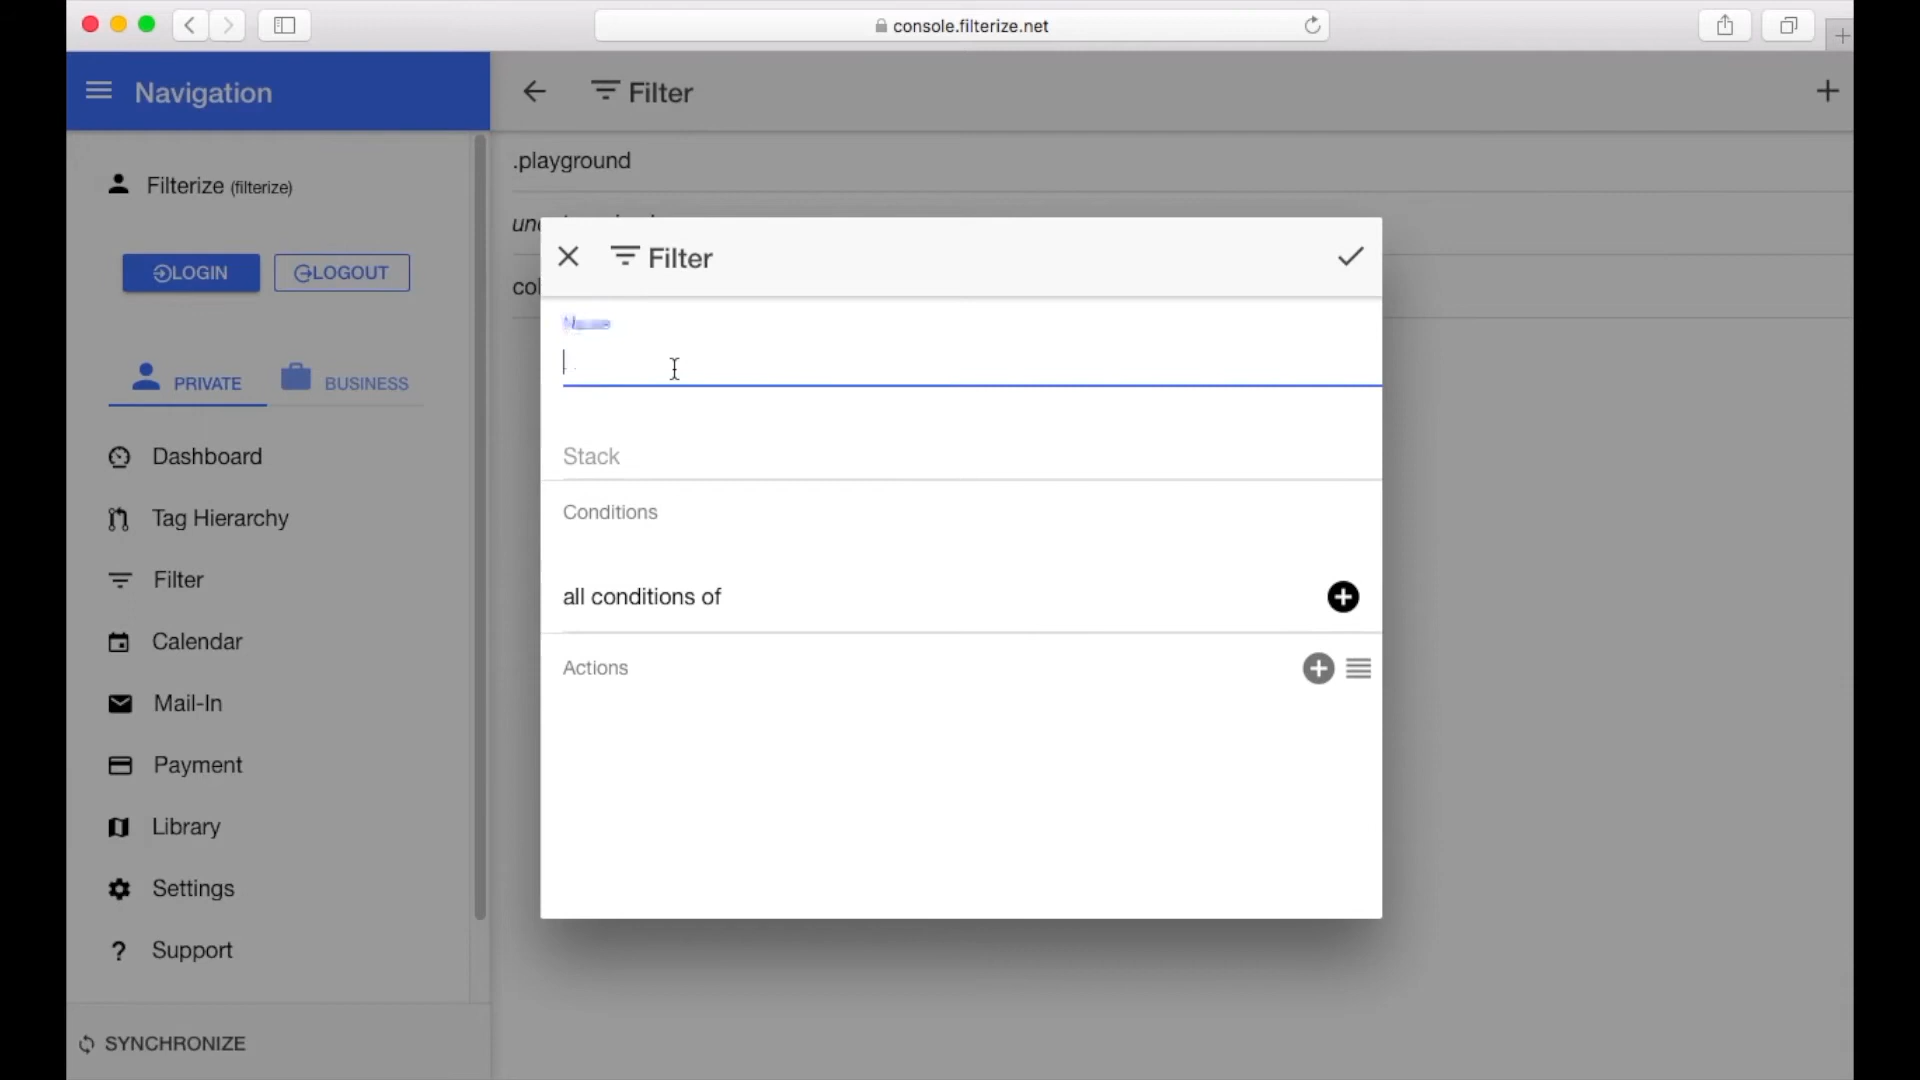 console.filterize.net
Navigation
Filter
.playground
Filterize (filterize)
LOGIN
LOGOUT
PRIVATE
BUSINESS
Dashboard
Tag Hierarchy
Filter
Calendar
Mail-In
Payment
Library
Settings
? Support
SYNCHRONIZE
Filter
Name
Stack
Conditions
all conditions of
Actions